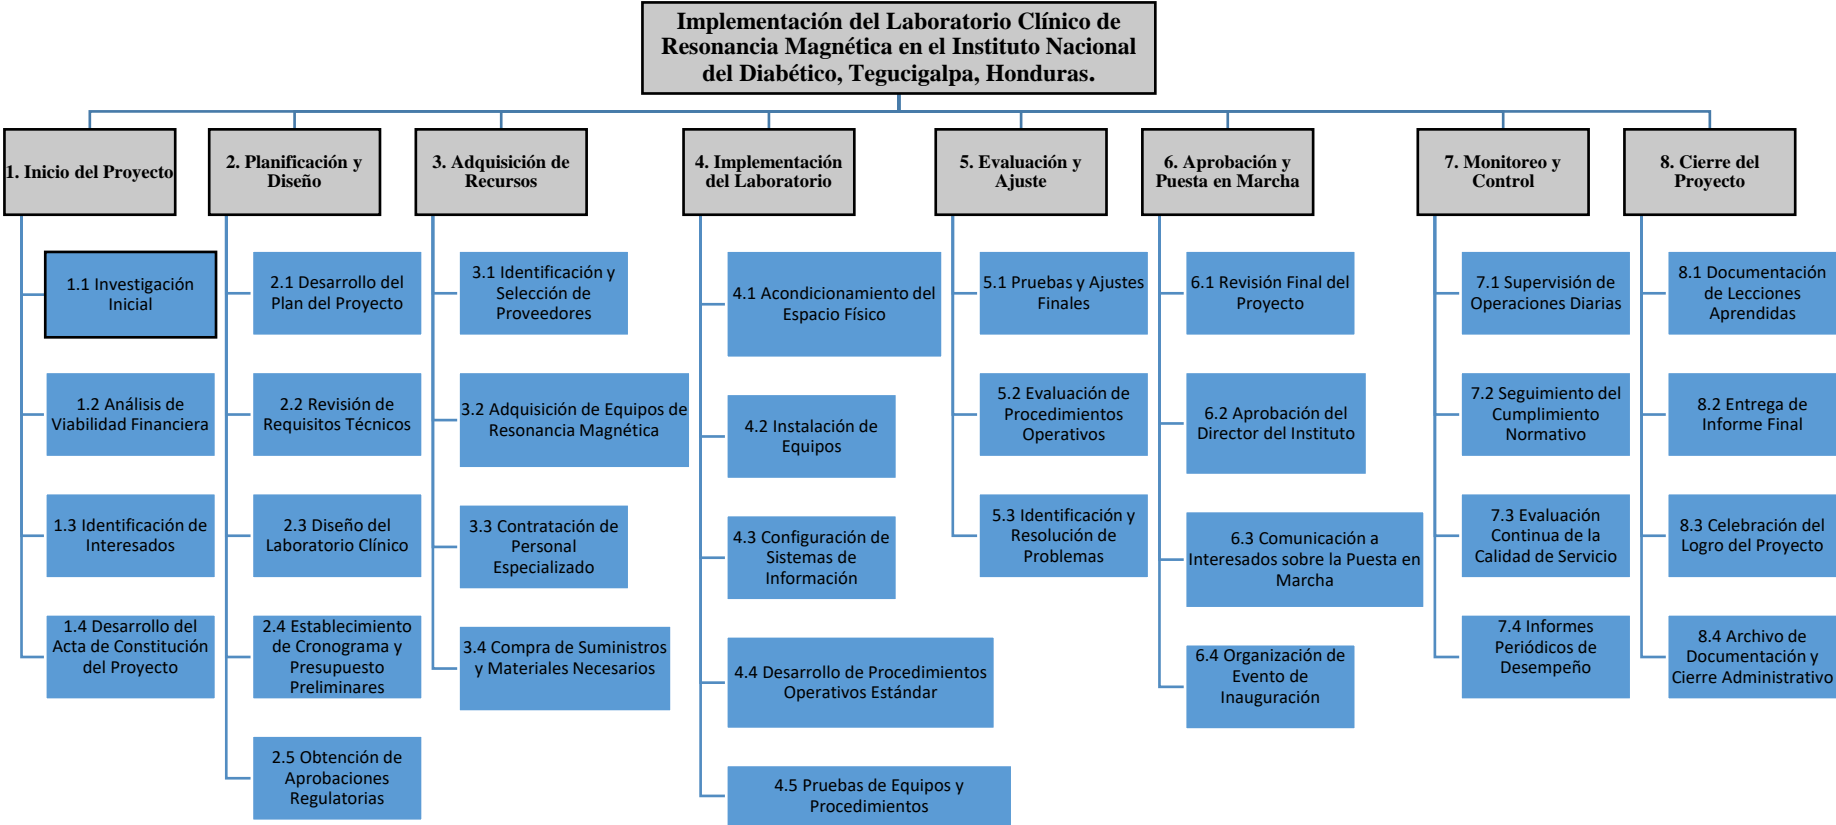 Implementación del Laboratorio Clínico de
Resonancia Magnética en el Instituto Nacional
del Diabético, Tegucigalpa, Honduras.
1. Inicio del Proyecto
2. Planificación y
Diseño
3. Adquisición de
Recursos
4. Implementación
del Laboratorio
5. Evaluación y
Ajuste
6. Aprobación y
Puesta en Marcha
7. Monitoreo y
Control
8. Cierre del
Proyecto
1.1 Investigación
Inicial
1.2 Análisis de
Viabilidad Financiera
1.3 Identificación de
Interesados
1.4 Desarrollo del
Acta de Constitución
del Proyecto
2.1 Desarrollo del
Plan del Proyecto
2.2 Revisión de
Requisitos Técnicos
2.3 Diseño del
Laboratorio Clínico
2.4 Establecimiento
de Cronograma y
Presupuesto
Preliminares
2.5 Obtención de
Aprobaciones
Regulatorias
3.1 Identificación y
Selección de
Proveedores
3.2 Adquisición de Equipos de
Resonancia Magnética
3.3 Contratación de
Personal
Especializado
3.4 Compra de Suministros
y Materiales Necesarios
4.1 Acondicionamiento del
Espacio Físico
4.2 Instalación de
Equipos
4.3 Configuración de
Sistemas de
Información
4.4 Desarrollo de Procedimientos
Operativos Estándar
4.5 Pruebas de Equipos y
Procedimientos
5.1 Pruebas y Ajustes
Finales
5.2 Evaluación de
Procedimientos
Operativos
5.3 Identificación y
Resolución de
Problemas
6.1 Revisión Final del
Proyecto
6.2 Aprobación del
Director del Instituto
6.3 Comunicación a
Interesados sobre la Puesta en
Marcha
6.4 Organización de
Evento de
Inauguración
7.1 Supervisión de
Operaciones Diarias
7.2 Seguimiento del
Cumplimiento
Normativo
7.3 Evaluación
Continua de la
Calidad de Servicio
7.4 Informes
Periódicos de
Desempeño
8.1 Documentación
de Lecciones
Aprendidas
8.2 Entrega de
Informe Final
8.3 Celebración del
Logro del Proyecto
8.4 Archivo de
Documentación y
Cierre Administrativo